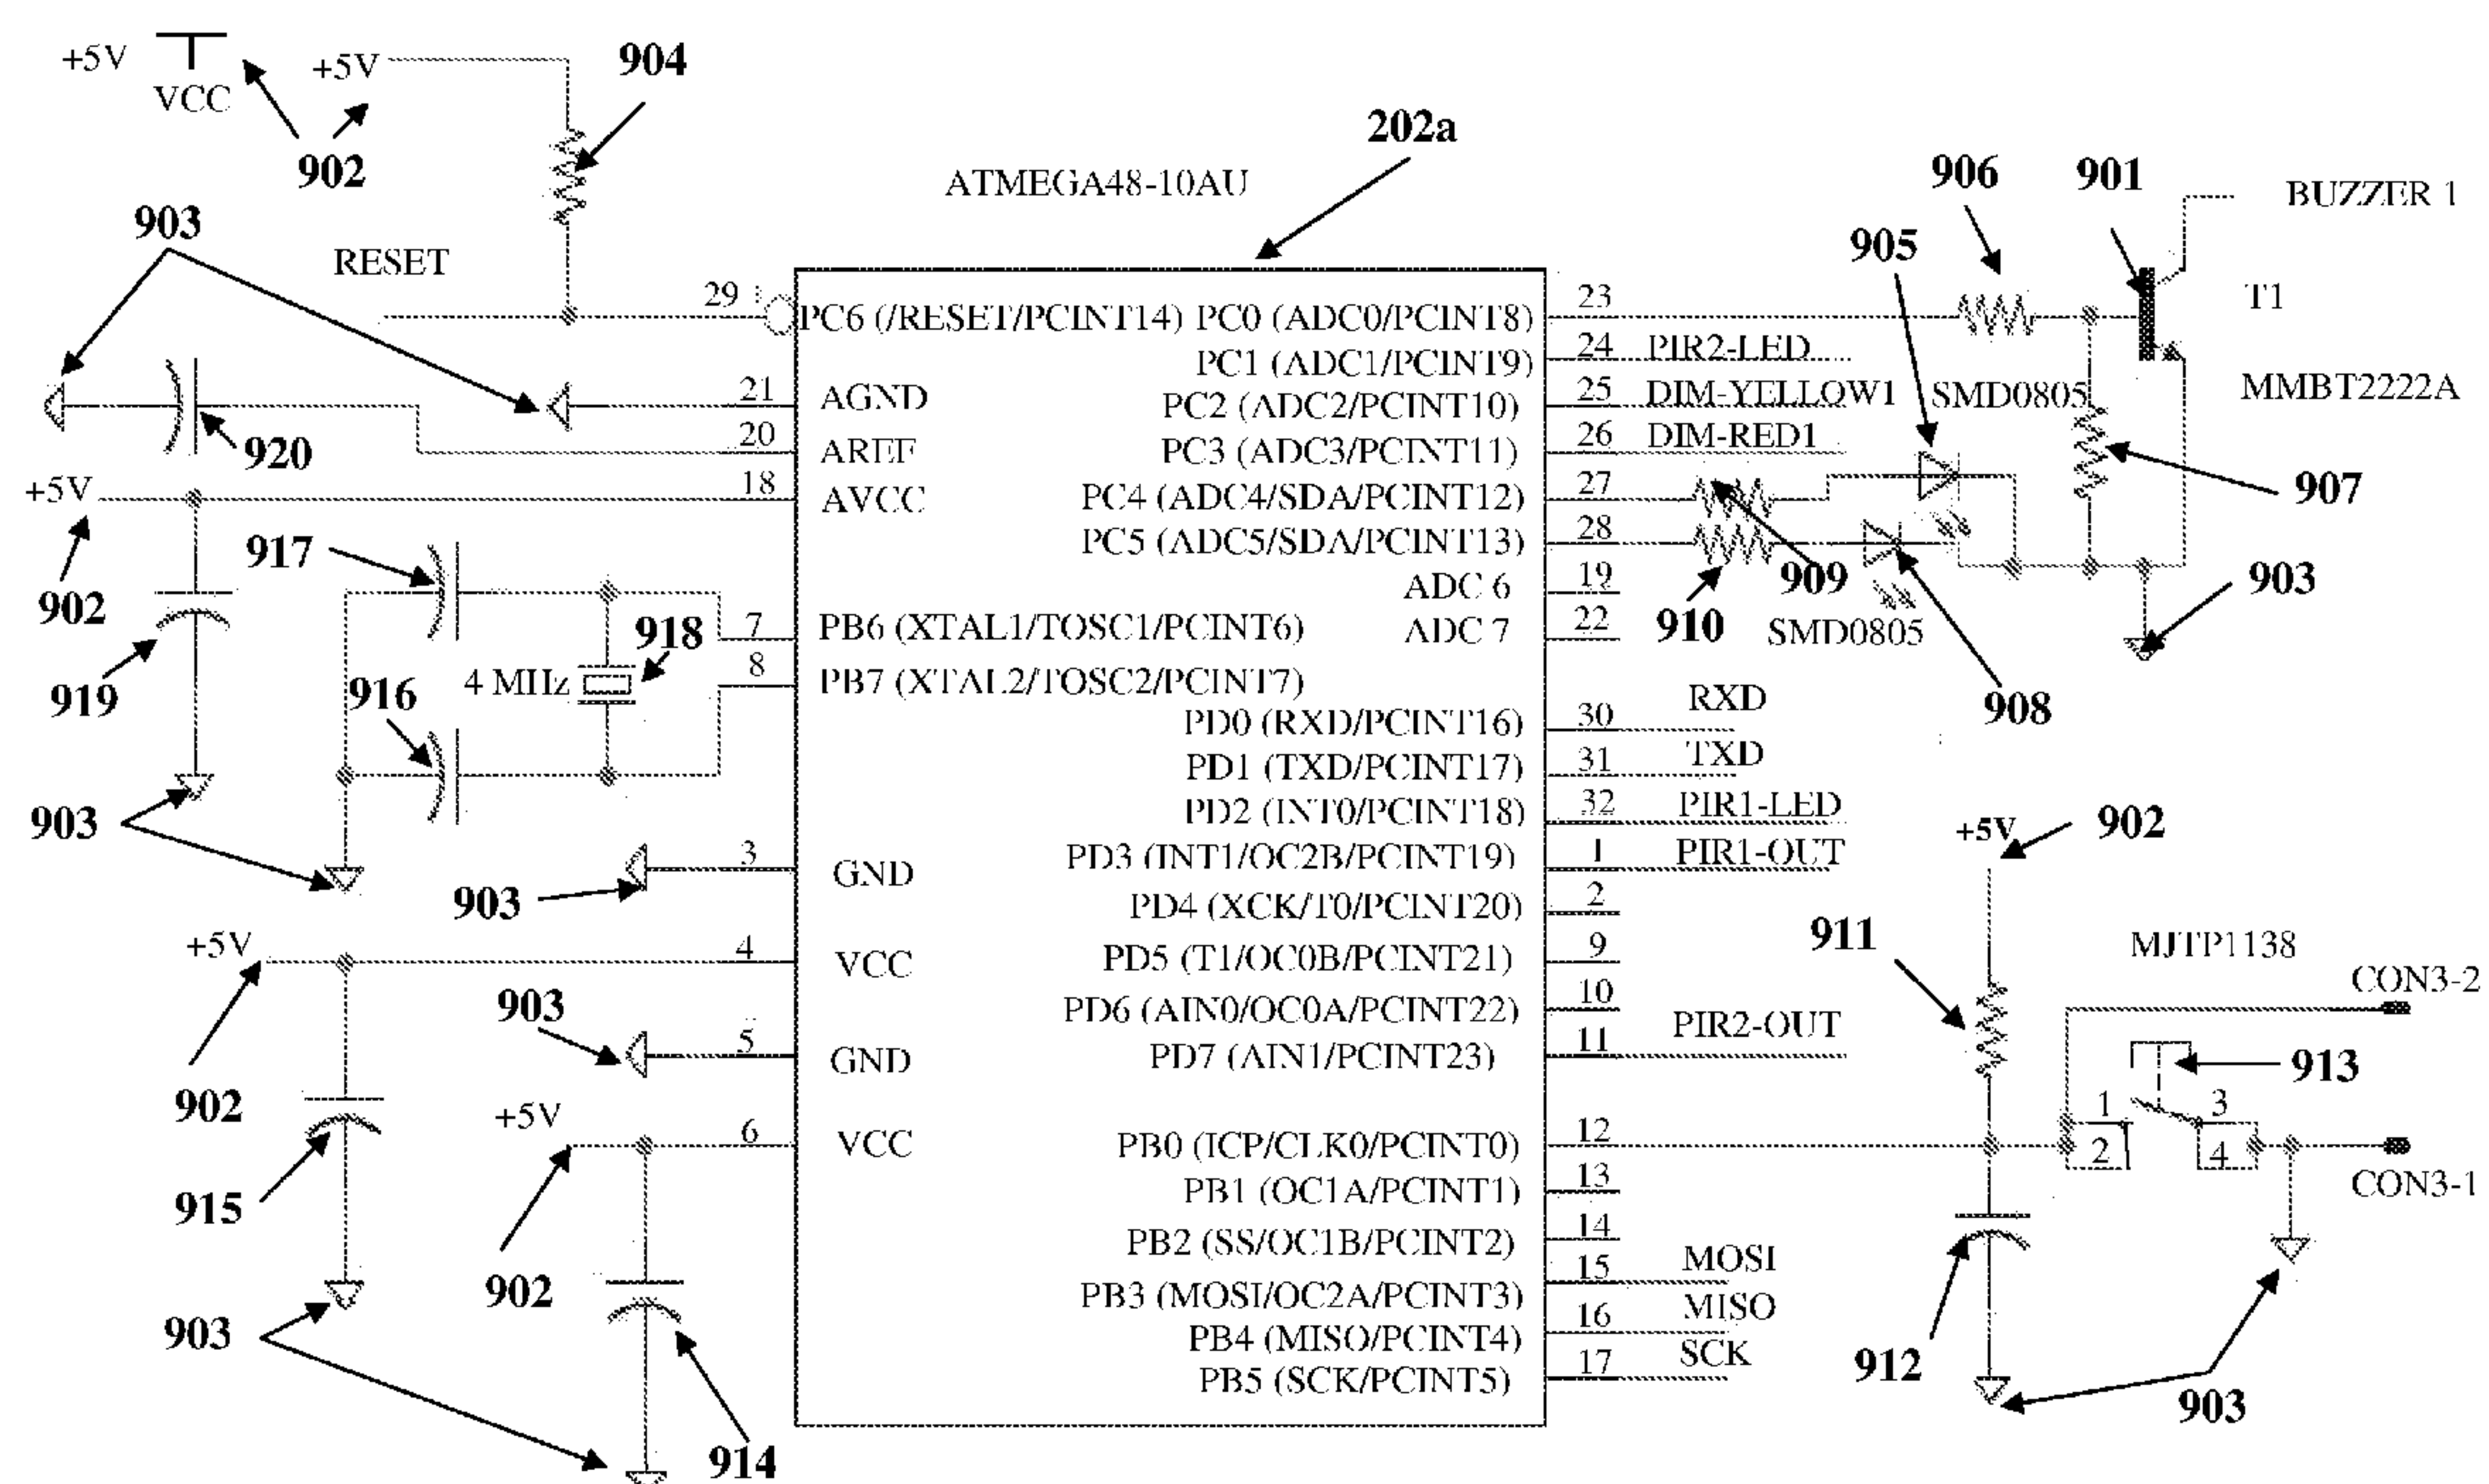 +5V
VCC
+5V
902
904
202a
ATMEGA48-10AU
906
901
BUZZER 1
903
RESET
905
T1
MMBT2222A
29
PC6 (/RESET/PCINT14)
PC0 (ADC0/PCINT8)
23
PC1 (ADC1/PCINT9)
24
PIR2-LED
21
AGND
PC2 (ADC2/PCINT10)
25
DIM-YELLOW1
SMD0805
920
20
AREF
PC3 (ADC3/PCINT11)
26
DIM-RED1
907
+5V
18
AVCC
PC4 (ADC4/SDA/PCINT12)
27
902
917
PC5 (ADC5/SDA/PCINT13)
28
909
903
ADC 6
19
910
919
7
PB6 (XTAL1/TOSC1/PCINT6)
ADC 7
22
SMD0805
918
4 MHz
916
8
PB7 (XTAL2/TOSC2/PCINT7)
908
PD0 (RXD/PCINT16)
30
RXD
PD1 (TXD/PCINT17)
31
TXD
903
PD2 (INT0/PCINT18)
32
PIR1-LED
+5V
902
3
GND
PD3 (INT1/OC2B/PCINT19)
1
PIR1-OUT
903
PD4 (XCK/T0/PCINT20)
2
911
MJTP1138
+5V
4
VCC
PD5 (T1/OC0B/PCINT21)
9
CON3-2
903
PD6 (AIN0/OC0A/PCINT22)
10
5
GND
PD7 (AIN1/PCINT23)
11
PIR2-OUT
913
902
+5V
1
3
6
VCC
PB0 (ICP/CLK0/PCINT0)
12
2
4
915
PB1 (OC1A/PCINT1)
13
CON3-1
PB2 (SS/OC1B/PCINT2)
14
902
PB3 (MOSI/OC2A/PCINT3)
15
MOSI
903
PB4 (MISO/PCINT4)
16
MISO
912
PB5 (SCK/PCINT5)
17
SCK
903
914